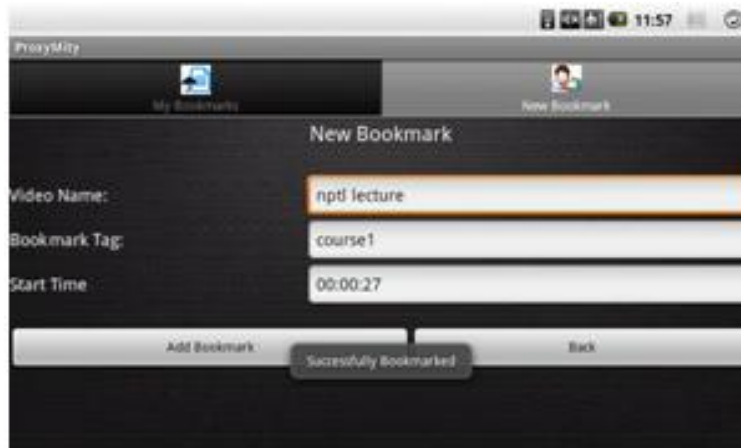 11:57
ProxyMity
My Bookmarks New Bookmark
New Bookmark
Video Name: nptl lecture
Bookmark Tag: course1
Start Time 00:00:27
Add Bookmark Back
Successfully Bookmarked